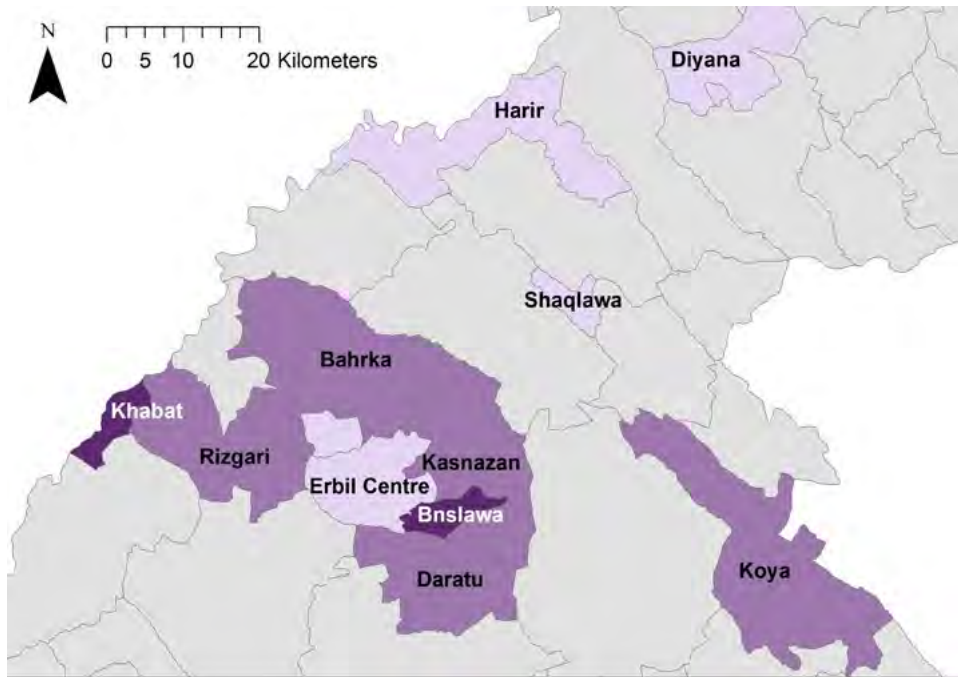 N
0 5 10 20 Kilometers
Diyana
Harir
Shaqlawa
Bahrka
Khabat
Rizgari
Kasnazan
Erbil Centre
Bnslawa
Daratu
Koya